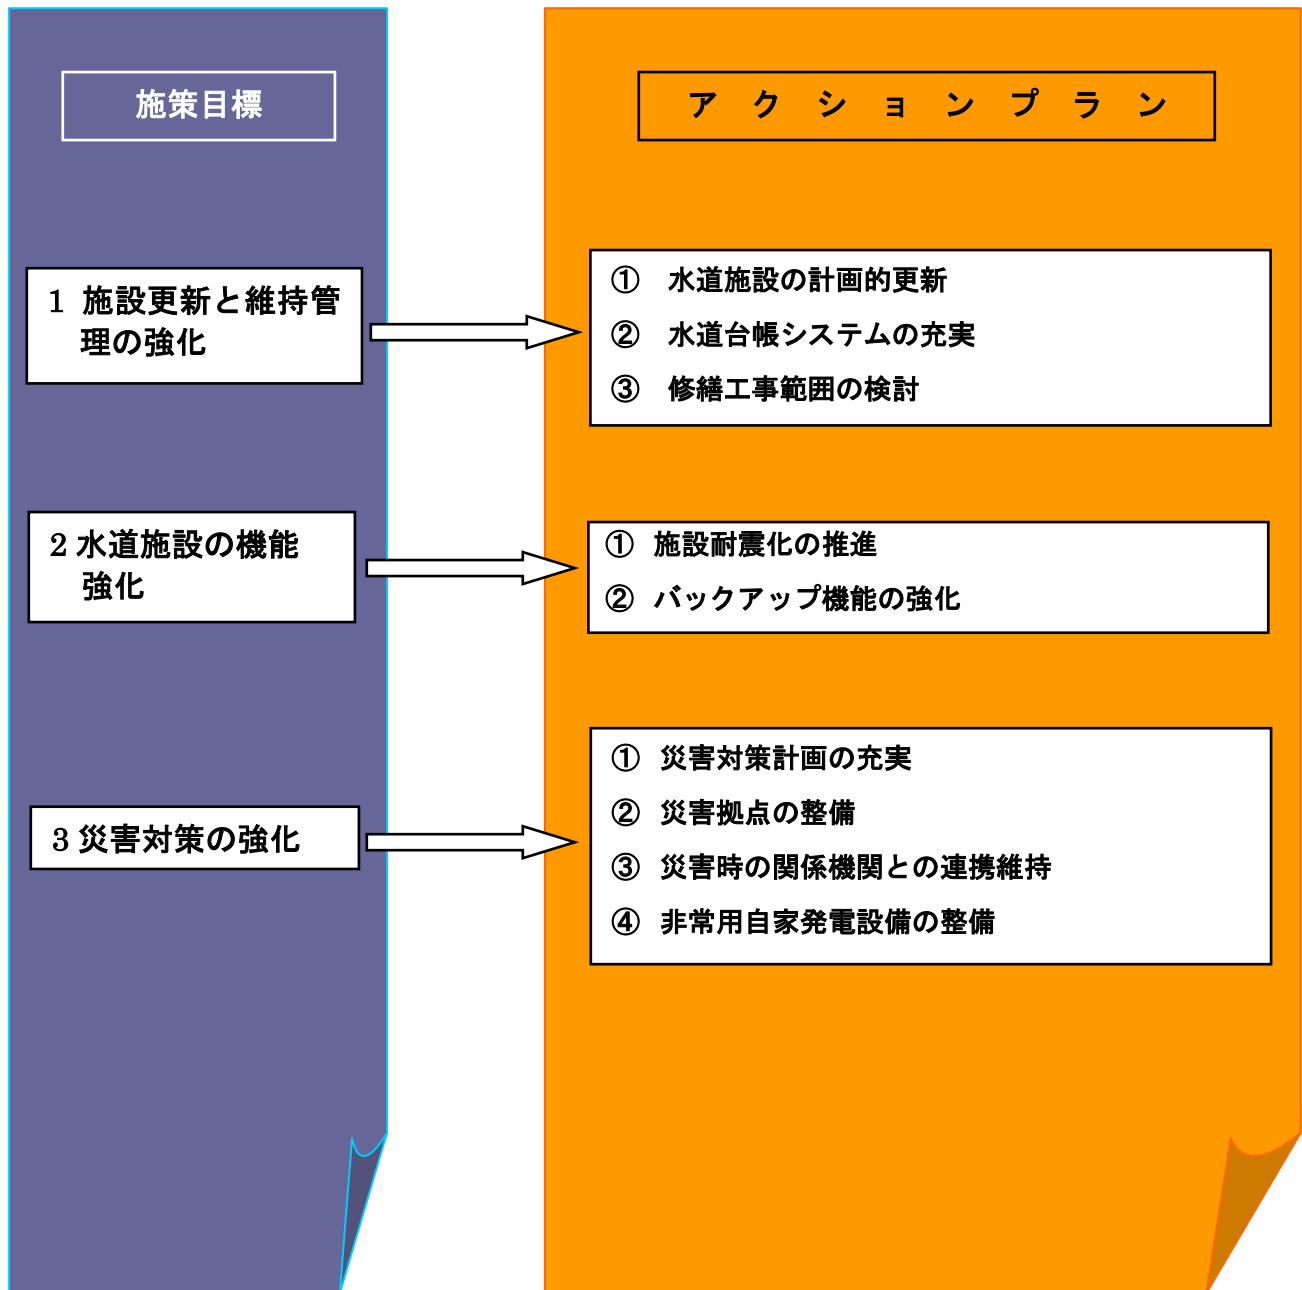 施策目標
アクションプラン
1 施設更新と維持管
理の強化
① 水道施設の計画的更新
② 水道台帳システムの充実
③ 修繕工事範囲の検討
2 水道施設の機能
強化
① 施設耐震化の推進
② バックアップ機能の強化
3 災害対策の強化
① 災害対策計画の充実
② 災害拠点の整備
③ 災害時の関係機関との連携維持
④ 非常用自家発電設備の整備